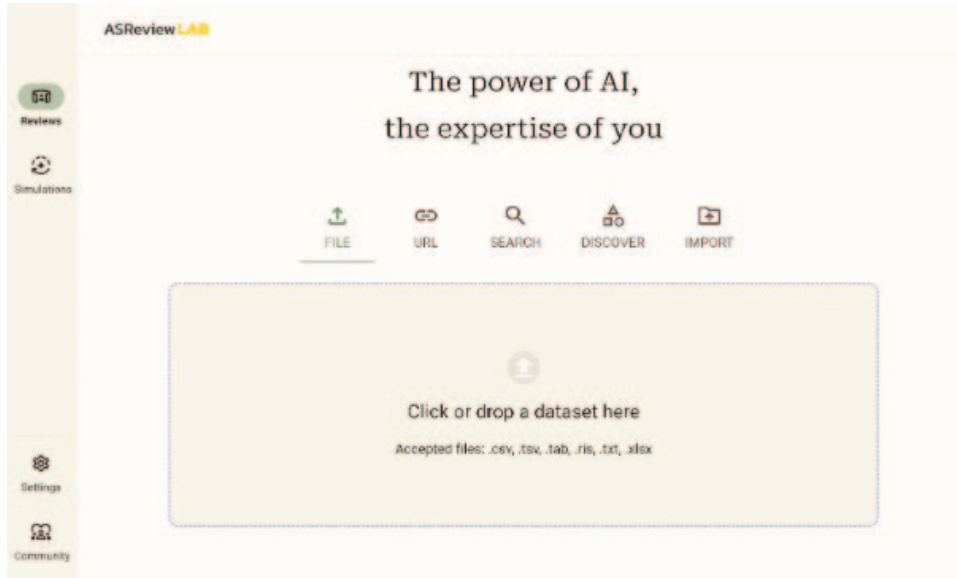 ASReview LAB
The power of AI,
the expertise of you
Reviews
Simulations
FILE URL SEARCH DISCOVER IMPORT
Click or drop a dataset here
Accepted files: .csv, .tsv, .tab, .ris, .txt, .xlsx
Settings
Community